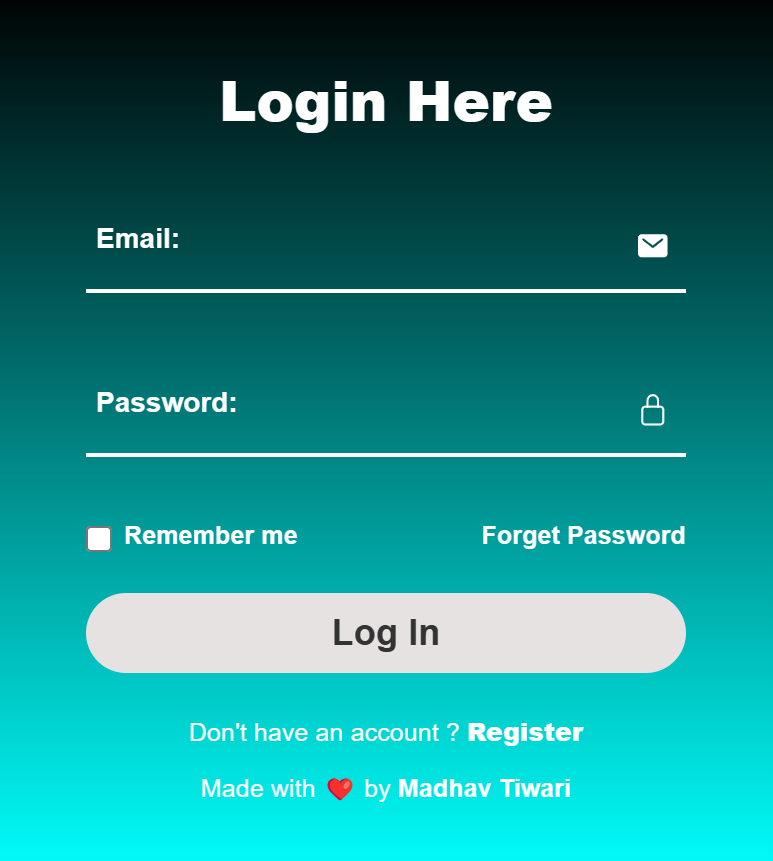 Login Here
Email:
Password:
Remember me Forget Password
Log In
Don't have an account ? Register
Made with ❤️ by Madhav Tiwari